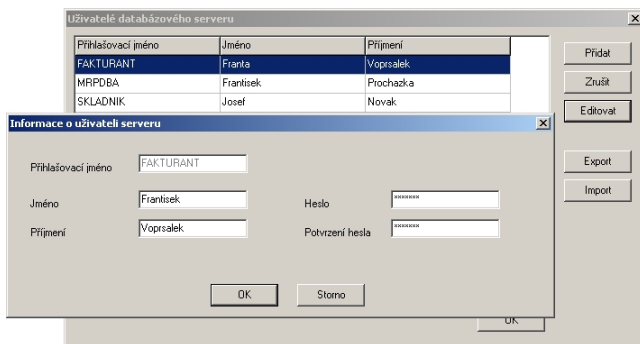 Uživatelé databázového serveru
Přihlašovací jméno Jméno Příjmení
FAKTURANT Franta Voprsalek
MRPDBA Frantisek Prochazka
SKLADNIK Josef Novak
Přidat
Zrušit
Editovat
Export
Import
Informace o uživateli serveru
Přihlašovací jméno FAKTURANT
Jméno Frantisek Heslo *******
Příjmení Voprsalek Potvrzení hesla *******
OK Storno
OK